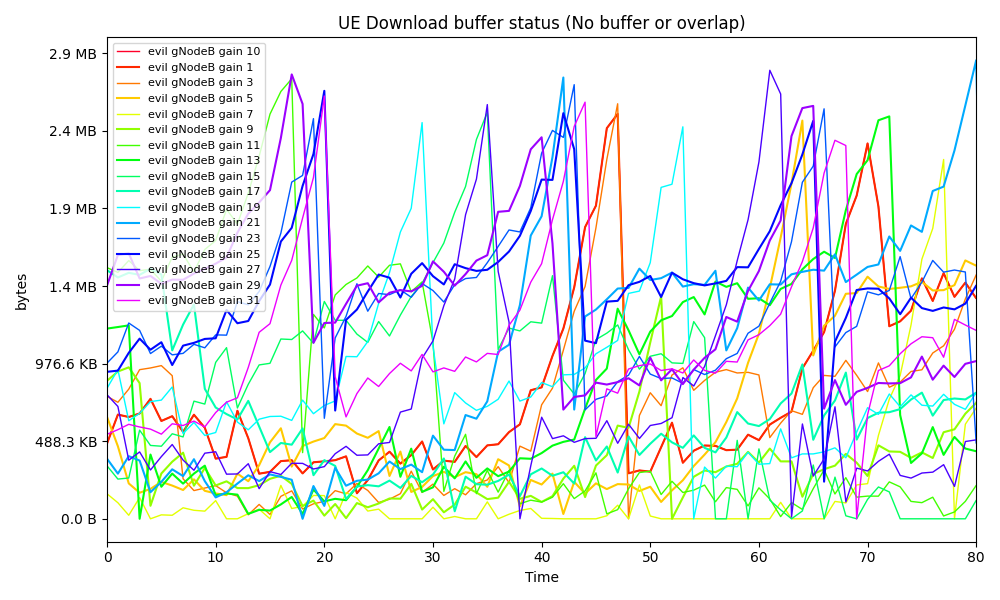 UE Download buffer status (No buffer or overlap)
2.9 MB
2.4 MB
1.9 MB
1.4 MB
976.6 KB
488.3 KB
0.0 B
bytes
evil gNodeB gain 10
evil gNodeB gain 1
evil gNodeB gain 3
evil gNodeB gain 5
evil gNodeB gain 7
evil gNodeB gain 9
evil gNodeB gain 11
evil gNodeB gain 13
evil gNodeB gain 15
evil gNodeB gain 17
evil gNodeB gain 19
evil gNodeB gain 21
evil gNodeB gain 23
evil gNodeB gain 25
evil gNodeB gain 27
evil gNodeB gain 29
evil gNodeB gain 31
0 10 20 30 40 50 60 70 80
Time